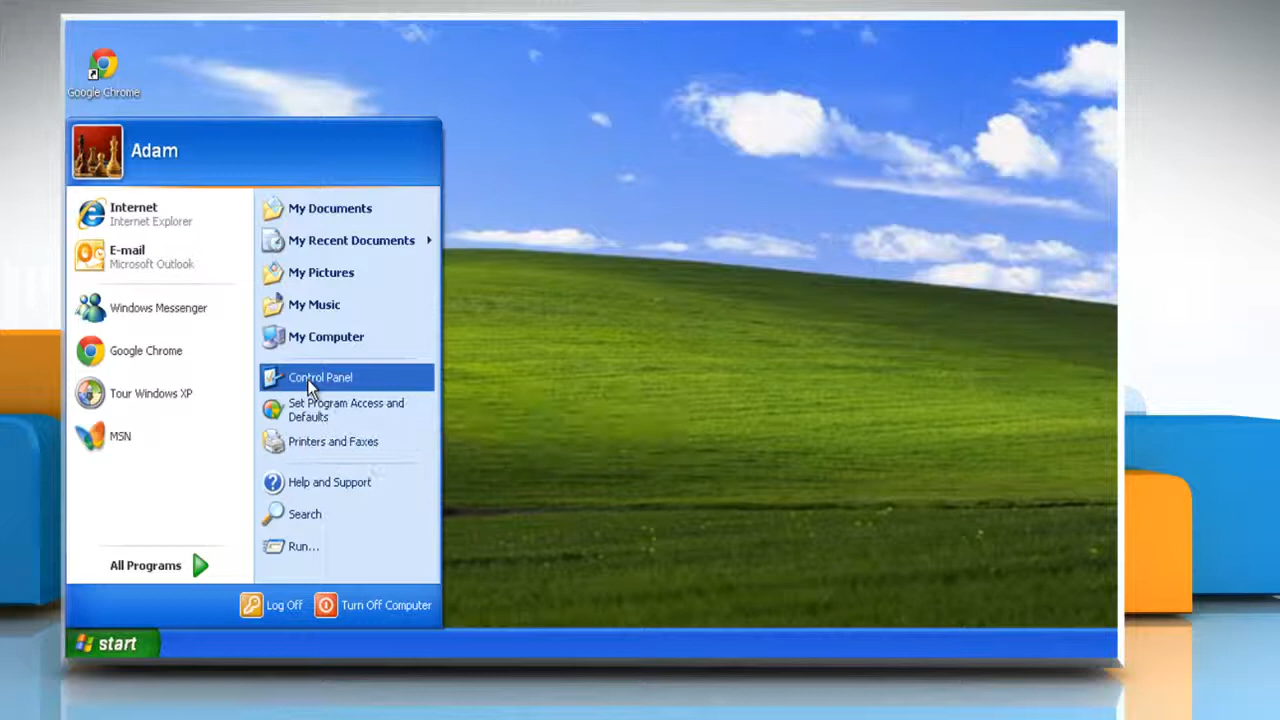 Google Chrome
Adam
Internet
Internet Explorer
E-mail
Microsoft Outlook
Windows Messenger
Google Chrome
Tour Windows XP
MSN
All Programs
My Documents
My Recent Documents
My Pictures
My Music
My Computer
Control Panel
Set Program Access and
Defaults
Printers and Faxes
Help and Support
Search
Run...
Log Off
Turn Off Computer
start